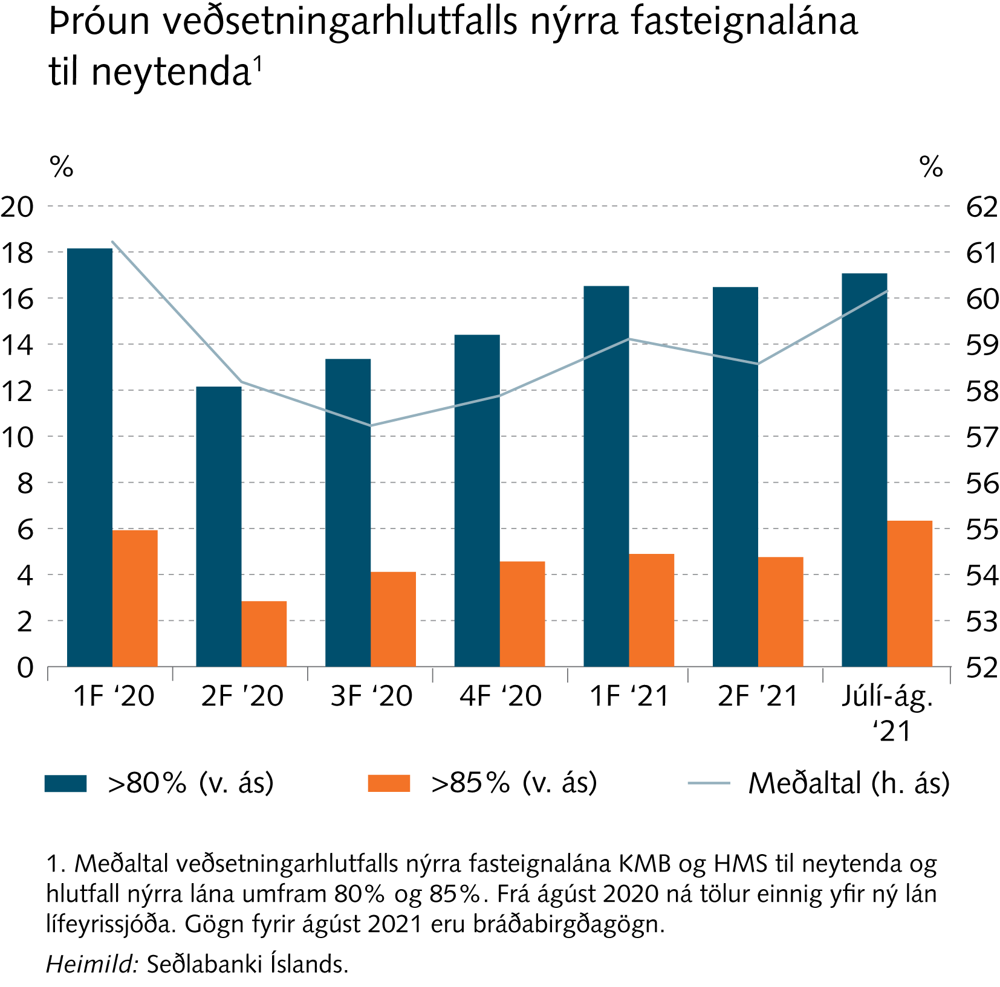 Þróun veðsetningarhlutfalls nýrra fasteignalána
til neytenda¹
% %
20 62
18 61
16 60
14 59
12 58
10 57
8 56
6 55
4 54
2 53
0 52
1F ‘20 2F ’20 3F ‘20 4F ‘20 1F ‘21 2F ’21 Júlí-ág.
‘21
>80% (v. ás) >85% (v. ás) Meðaltal (h. ás)
1. Meðaltal veðsetningarhlutfalls nýrra fasteignalána KMB og HMS til neytenda og
hlutfall nýrra lána umfram 80% og 85%. Frá ágúst 2020 ná tölur einnig yfir ný lán
lífeyrissjóða. Gögn fyrir ágúst 2021 eru bráðabirgðagögn.
Heimild: Seðlabanki Íslands.